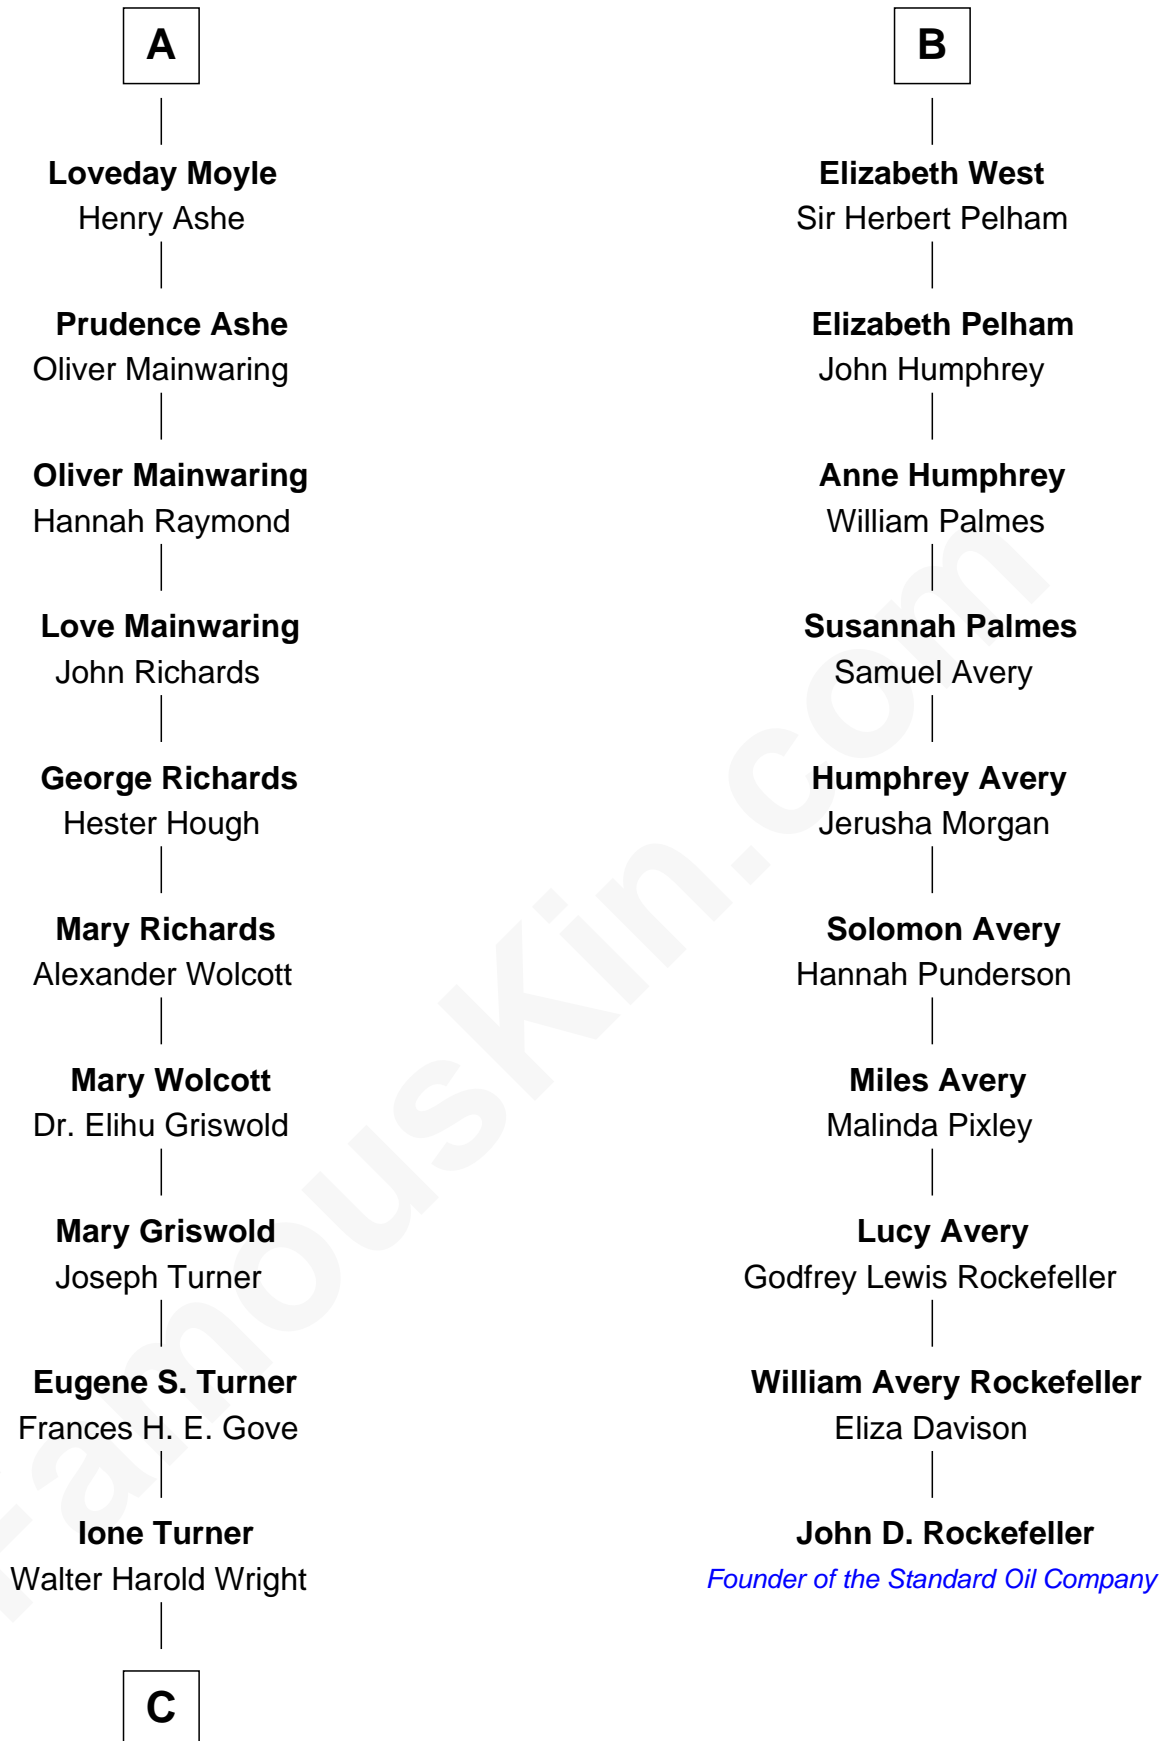 A
Loveday Moyle
Henry Ashe
Prudence Ashe
Oliver Mainwaring
Oliver Mainwaring
Hannah Raymond
Love Mainwaring
John Richards
George Richards
Hester Hough
Mary Richards
Alexander Wolcott
Mary Wolcott
Dr. Elihu Griswold
Mary Griswold
Joseph Turner
Eugene S. Turner
Frances H. E. Gove
Ione Turner
Walter Harold Wright
C
B
Elizabeth West
Sir Herbert Pelham
Elizabeth Pelham
John Humphrey
Anne Humphrey
William Palmes
Susannah Palmes
Samuel Avery
Humphrey Avery
Jerusha Morgan
Solomon Avery
Hannah Punderson
Miles Avery
Malinda Pixley
Lucy Avery
Godfrey Lewis Rockefeller
William Avery Rockefeller
Eliza Davison
John D. Rockefeller
Founder of the Standard Oil Company
FamousKin.com